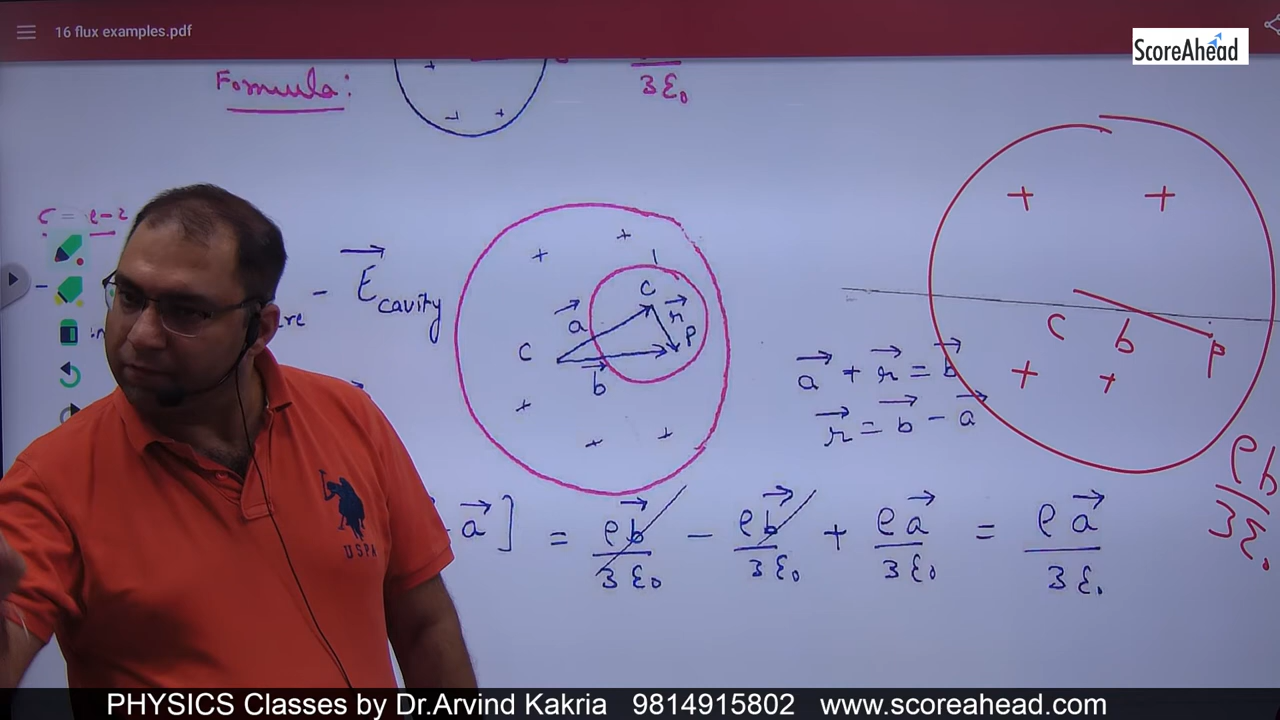 16 flux examples.pdf
ScoreAhead
Formula:
3ε₀
- E⃗cavity
C
a⃗
r⃗
C
P
b⃗
a⃗ + r⃗ = b⃗
r⃗ = b⃗ - a⃗
C
b
P
ρb
3ε₀
a⃗ ] = ρb⃗/3ε₀ - ρb⃗/3ε₀ + ρa⃗/3ε₀ = ρa⃗/3ε₀
USPA
PHYSICS Classes by Dr.Arvind Kakria 9814915802 www.scoreahead.com